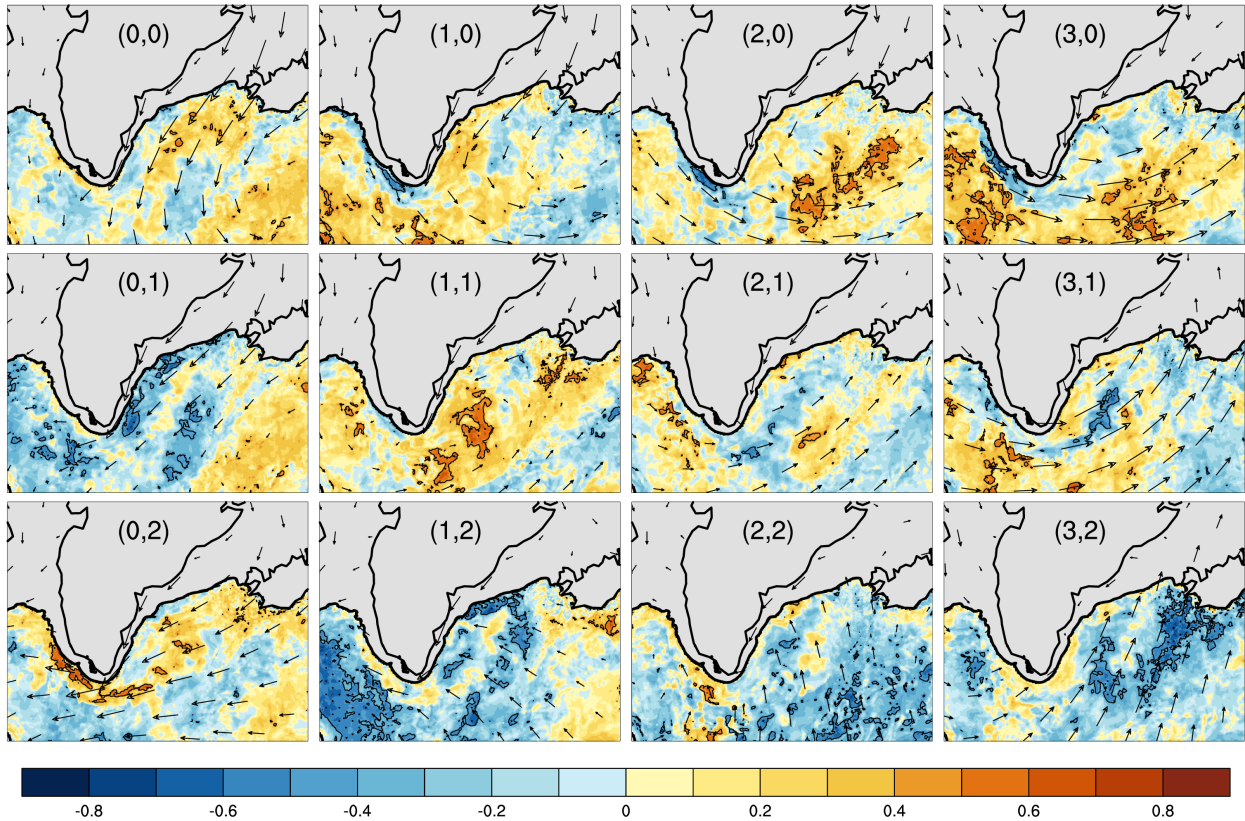 (0,0) (1,0) (2,0) (3,0)
(0,1) (1,1) (2,1) (3,1)
(0,2) (1,2) (2,2) (3,2)
-0.8 -0.6 -0.4 -0.2 0 0.2 0.4 0.6 0.8